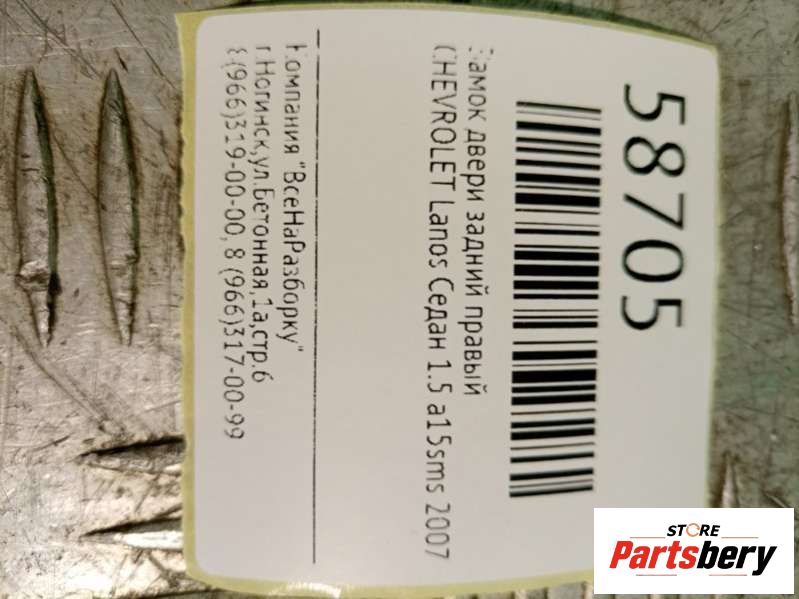 58705
Замок двери задний правый
CHEVROLET Lanos Седан 1.5 a15sms 2007
Компания "ВсеНаРазборку"
г.Ногинск,ул.Бетонная,1а,стр.6
8(966)319-00-00, 8 (966)317-00-99
STORE
Partsbery